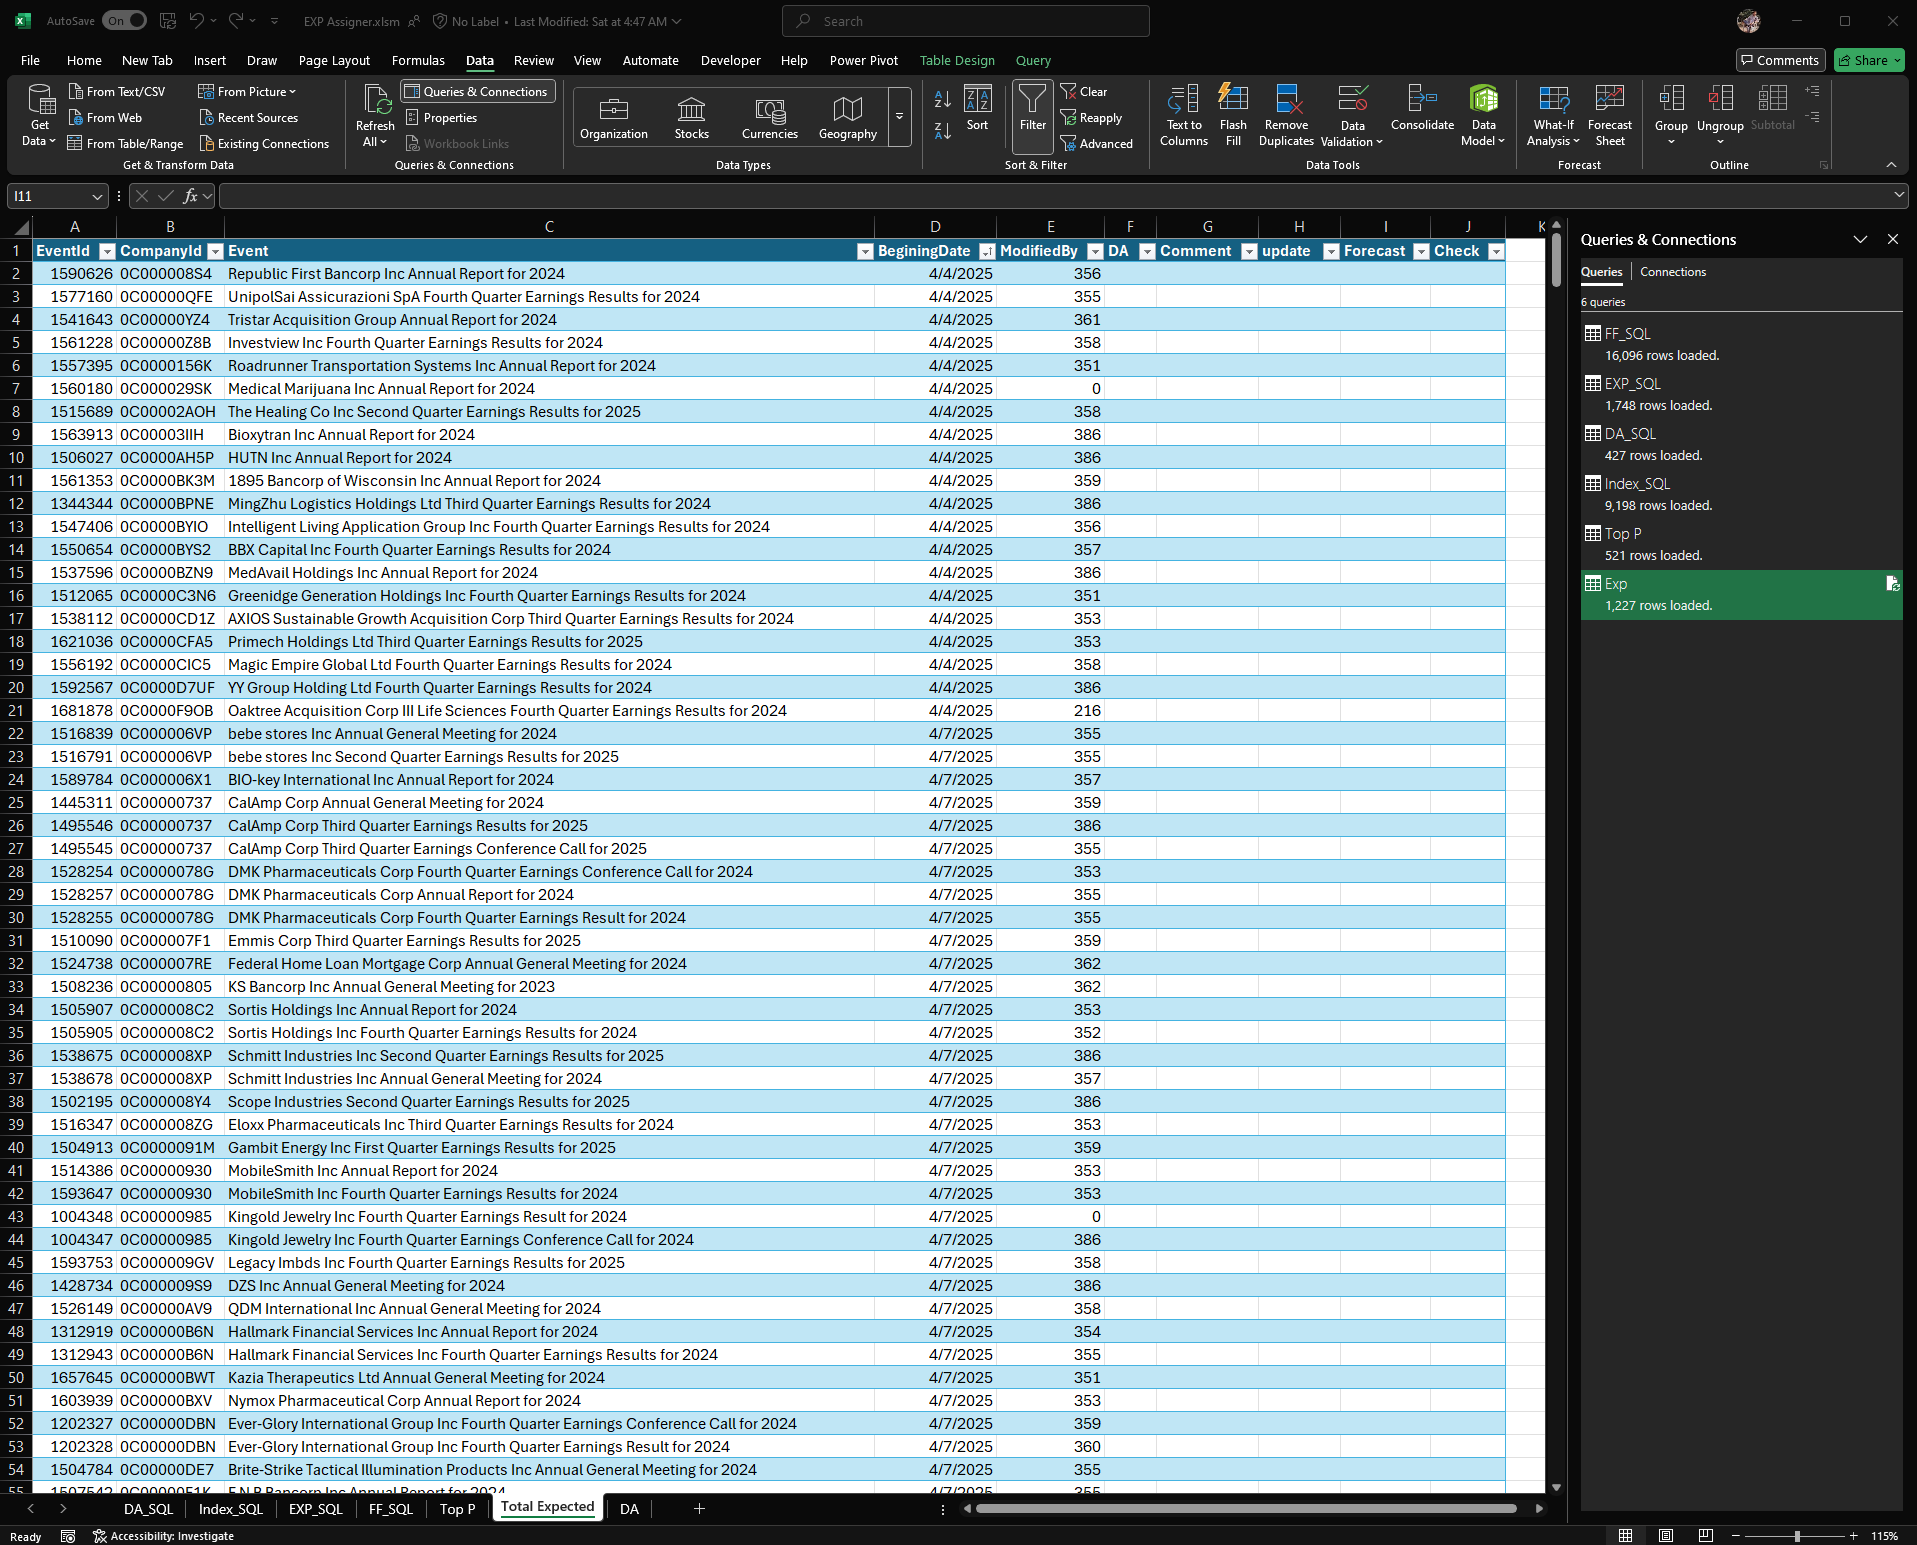 AutoSave On EXP Assigner.xlsm No Label • Last Modified: Sat at 4:47 AM Search
File Home New Tab Insert Draw Page Layout Formulas Data Review View Automate Developer Help Power Pivot Table Design Query Comments Share
Get Data From Text/CSV From Web From Table/Range From Picture Recent Sources Existing Connections
Get & Transform Data
Refresh All Queries & Connections Properties Workbook Links
Queries & Connections
Organization Stocks Currencies Geography
Data Types
Sort Filter Clear Reapply Advanced
Sort & Filter
Text to Columns Flash Fill Remove Duplicates Data Validation Consolidate Data Model
Data Tools
What-If Analysis Forecast Sheet
Forecast
Group Ungroup Subtotal
Outline
I11 fx
A B C D E F G H I J K
1 EventId CompanyId Event BeginingDate ModifiedBy DA Comment update Forecast Check
2 1590626 0C000008S4 Republic First Bancorp Inc Annual Report for 2024 4/4/2025 356
3 1577160 0C00000QFE UnipolSai Assicurazioni SpA Fourth Quarter Earnings Results for 2024 4/4/2025 355
4 1541643 0C00000YZ4 Tristar Acquisition Group Annual Report for 2024 4/4/2025 361
5 1561228 0C00000Z8B Investview Inc Fourth Quarter Earnings Results for 2024 4/4/2025 358
6 1557395 0C0000156K Roadrunner Transportation Systems Inc Annual Report for 2024 4/4/2025 351
7 1560180 0C000029SK Medical Marijuana Inc Annual Report for 2024 4/4/2025 0
8 1515689 0C00002AOH The Healing Co Inc Second Quarter Earnings Results for 2025 4/4/2025 358
9 1563913 0C00003IIH Bioxytran Inc Annual Report for 2024 4/4/2025 386
10 1506027 0C0000AH5P HUTN Inc Annual Report for 2024 4/4/2025 386
11 1561353 0C0000BK3M 1895 Bancorp of Wisconsin Inc Annual Report for 2024 4/4/2025 359
12 1344344 0C0000BPNE MingZhu Logistics Holdings Ltd Third Quarter Earnings Results for 2024 4/4/2025 386
13 1547406 0C0000BYIO Intelligent Living Application Group Inc Fourth Quarter Earnings Results for 2024 4/4/2025 356
14 1550654 0C0000BYS2 BBX Capital Inc Fourth Quarter Earnings Results for 2024 4/4/2025 357
15 1537596 0C0000BZN9 MedAvail Holdings Inc Annual Report for 2024 4/4/2025 386
16 1512065 0C0000C3N6 Greenidge Generation Holdings Inc Fourth Quarter Earnings Results for 2024 4/4/2025 351
17 1538112 0C0000CD1Z AXIOS Sustainable Growth Acquisition Corp Third Quarter Earnings Results for 2024 4/4/2025 353
18 1621036 0C0000CFA5 Primech Holdings Ltd Third Quarter Earnings Results for 2025 4/4/2025 353
19 1556192 0C0000CIC5 Magic Empire Global Ltd Fourth Quarter Earnings Results for 2024 4/4/2025 358
20 1592567 0C0000D7UF YY Group Holding Ltd Fourth Quarter Earnings Results for 2024 4/4/2025 386
21 1681878 0C0000F9OB Oaktree Acquisition Corp III Life Sciences Fourth Quarter Earnings Results for 2024 4/4/2025 216
22 1516839 0C000006VP bebe stores Inc Annual General Meeting for 2024 4/7/2025 355
23 1516791 0C000006VP bebe stores Inc Second Quarter Earnings Results for 2025 4/7/2025 355
24 1589784 0C000006X1 BIO-key International Inc Annual Report for 2024 4/7/2025 357
25 1445311 0C00000737 CalAmp Corp Annual General Meeting for 2024 4/7/2025 359
26 1495546 0C00000737 CalAmp Corp Third Quarter Earnings Results for 2025 4/7/2025 386
27 1495545 0C00000737 CalAmp Corp Third Quarter Earnings Conference Call for 2025 4/7/2025 355
28 1528254 0C0000078G DMK Pharmaceuticals Corp Fourth Quarter Earnings Conference Call for 2024 4/7/2025 353
29 1528257 0C0000078G DMK Pharmaceuticals Corp Annual Report for 2024 4/7/2025 355
30 1528255 0C0000078G DMK Pharmaceuticals Corp Fourth Quarter Earnings Result for 2024 4/7/2025 355
31 1510090 0C000007F1 Emmis Corp Third Quarter Earnings Results for 2025 4/7/2025 359
32 1524738 0C000007RE Federal Home Loan Mortgage Corp Annual General Meeting for 2024 4/7/2025 362
33 1508236 0C00000805 KS Bancorp Inc Annual General Meeting for 2023 4/7/2025 362
34 1505907 0C000008C2 Sortis Holdings Inc Annual Report for 2024 4/7/2025 353
35 1505905 0C000008C2 Sortis Holdings Inc Fourth Quarter Earnings Results for 2024 4/7/2025 352
36 1538675 0C000008XP Schmitt Industries Inc Second Quarter Earnings Results for 2025 4/7/2025 386
37 1538678 0C000008XP Schmitt Industries Inc Annual General Meeting for 2024 4/7/2025 357
38 1502195 0C000008Y4 Scope Industries Second Quarter Earnings Results for 2025 4/7/2025 386
39 1516347 0C000008ZG Eloxx Pharmaceuticals Inc Third Quarter Earnings Results for 2024 4/7/2025 353
40 1504913 0C0000091M Gambit Energy Inc First Quarter Earnings Results for 2025 4/7/2025 359
41 1514386 0C00000930 MobileSmith Inc Annual Report for 2024 4/7/2025 353
42 1593647 0C00000930 MobileSmith Inc Fourth Quarter Earnings Results for 2024 4/7/2025 353
43 1004348 0C00000985 Kingold Jewelry Inc Fourth Quarter Earnings Result for 2024 4/7/2025 0
44 1004347 0C00000985 Kingold Jewelry Inc Fourth Quarter Earnings Conference Call for 2024 4/7/2025 386
45 1593753 0C000009GV Legacy Imbds Inc Fourth Quarter Earnings Results for 2025 4/7/2025 358
46 1428734 0C000009S9 DZS Inc Annual General Meeting for 2024 4/7/2025 386
47 1526149 0C00000AV9 QDM International Inc Annual General Meeting for 2024 4/7/2025 358
48 1312919 0C00000B6N Hallmark Financial Services Inc Annual Report for 2024 4/7/2025 354
49 1312943 0C00000B6N Hallmark Financial Services Inc Fourth Quarter Earnings Results for 2024 4/7/2025 355
50 1657645 0C00000BWT Kazia Therapeutics Ltd Annual General Meeting for 2024 4/7/2025 351
51 1603939 0C00000BXV Nymox Pharmaceutical Corp Annual Report for 2024 4/7/2025 353
52 1202327 0C00000DBN Ever-Glory International Group Inc Fourth Quarter Earnings Conference Call for 2024 4/7/2025 359
53 1202328 0C00000DBN Ever-Glory International Group Inc Fourth Quarter Earnings Result for 2024 4/7/2025 360
54 1504784 0C00000DE7 Brite-Strike Tactical Illumination Products Inc Annual General Meeting for 2024 4/7/2025 355
55 1507542 0C00000F1K F.N.B Bancorp Inc Annual Report for 2024 4/7/2025 355
Queries & Connections
Queries Connections
6 queries
FF_SQL
16,096 rows loaded.
EXP_SQL
1,748 rows loaded.
DA_SQL
427 rows loaded.
Index_SQL
9,198 rows loaded.
Top P
521 rows loaded.
Exp
1,227 rows loaded.
DA_SQL Index_SQL EXP_SQL FF_SQL Top P Total Expected DA
Ready Accessibility: Investigate 115%